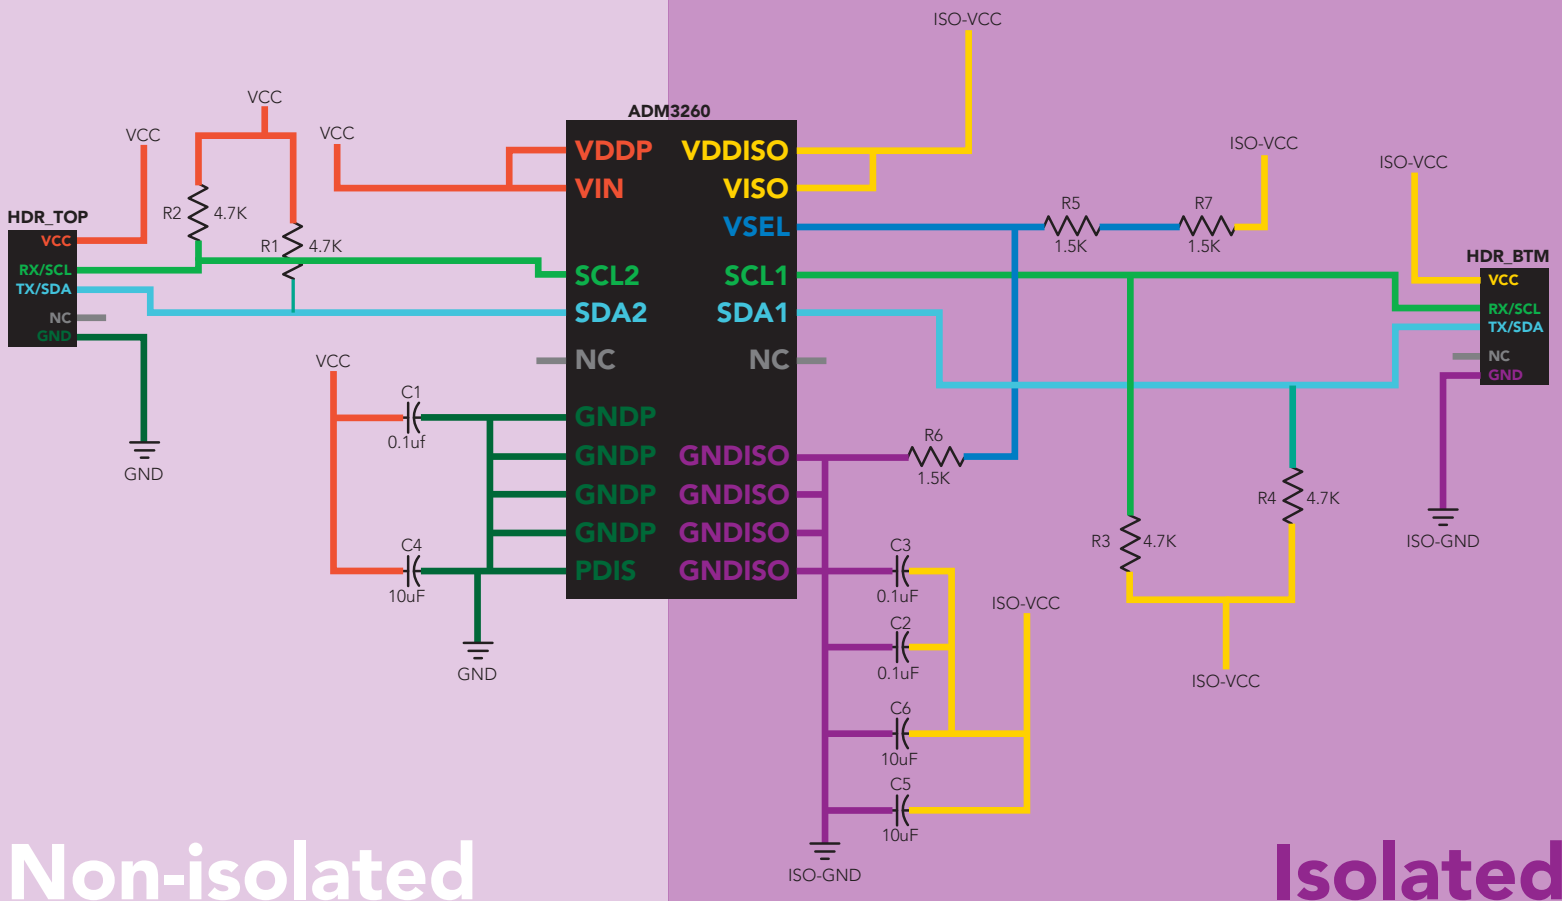 ISO-VCC
VCC
VCC
VCC
ADM3260
ISO-VCC
ISO-VCC
HDR_TOP
VCC
RX/SCL
TX/SDA
NC
GND
R2
4.7K
R1
4.7K
GND
VDDP
VIN
SCL2
SDA2
NC
GNDP
GNDP
GNDP
GNDP
PDIS
VDDISO
VISO
VSEL
SCL1
SDA1
NC
GNDISO
GNDISO
GNDISO
GNDISO
R5
1.5K
R7
1.5K
HDR_BTM
VCC
RX/SCL
TX/SDA
NC
GND
VCC
C1
0.1uf
C4
10uF
GND
R6
1.5K
R4
4.7K
R3
4.7K
ISO-GND
C3
0.1uF
ISO-VCC
C2
0.1uF
ISO-VCC
C6
10uF
C5
10uF
ISO-GND
Non-isolated
Isolated